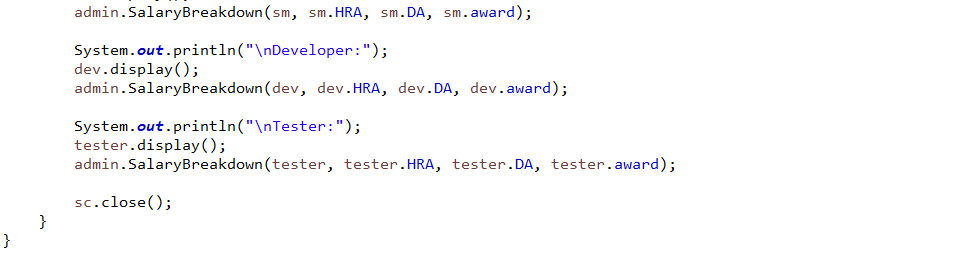 admin.SalaryBreakdown(sm, sm.HRA, sm.DA, sm.award);
System.out.println("\nDeveloper:");
dev.display();
admin.SalaryBreakdown(dev, dev.HRA, dev.DA, dev.award);
System.out.println("\nTester:");
tester.display();
admin.SalaryBreakdown(tester, tester.HRA, tester.DA, tester.award);
sc.close();
}
}